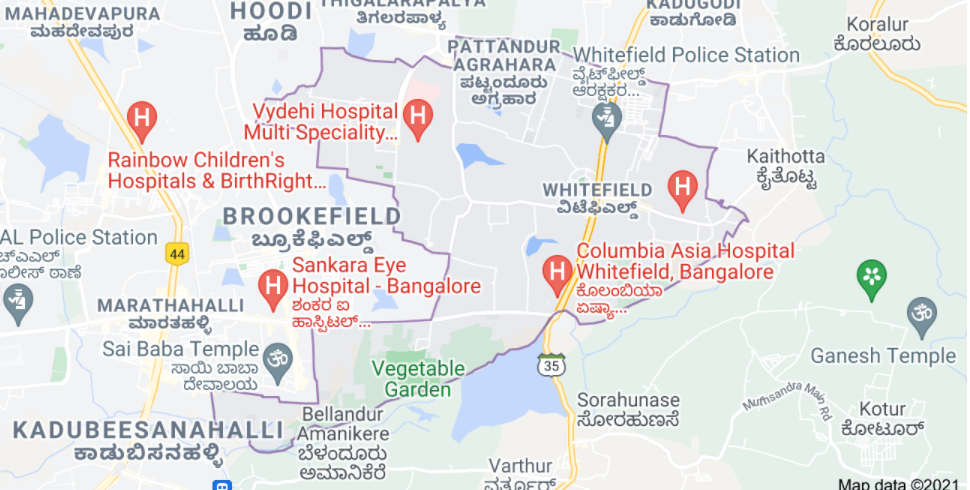 MAHADEVAPURA
ಮಹದೇವಪುರ
HOODI
ಹೂಡಿ
THIGALARAPALYA
ತಿಗಲರಪಾಳ್ಯ
KADUGODI
ಕಾಡುಗೋಡಿ
Koralur
ಕೊರಲೂರು
PATTANDUR
AGRAHARA
ಪಟ್ಟಂದೂರು
ಅಗ್ರಹಾರ
Whitefield Police Station
ವೈಟ್‌ಫೀಲ್ಡ್
ಆರಕ್ಷಕರ...
Vydehi Hospital
Multi Speciality...
H
H
Rainbow Children's
Hospitals & BirthRight...
Kaithotta
ಕೈತೊಟ್ಟ
WHITEFIELD
ವಿಟೆಫಿಎಲ್ಡ್
H
BROOKEFIELD
ಬ್ರೂಕೆಫಿಎಲ್ಡ್
AL Police Station
ಚ್ಎಎಲ್
ಪೊಲೀಸ್ ಠಾಣೆ
44
Sankara Eye
Hospital - Bangalore
ಶಂಕರ ಐ
ಹಾಸ್ಪಿಟಲ್...
H
Columbia Asia Hospital
Whitefield, Bangalore
ಕೊಲಂಬಿಯಾ
ಏಷ್ಯಾ...
H
MARATHAHALLI
ಮಾರತಹಳ್ಳಿ
Sai Baba Temple
ಸಾಯಿ ಬಾಬಾ
ದೇವಾಲಯ
Ganesh Temple
Vegetable
Garden
35
Sorahunase
ಸೋರಹುಣಸೆ
Muthsandra Main Rd
Kotur
ಕೋಟೂರ್
KADUBEESANAHALLI
ಕಾಡುಬಿಸನಹಳ್ಳಿ
Bellandur
Amanikere
ಬೆಳಂದೂರು
ಅಮಾನಿಕೆರೆ
Varthur
ವರ್ತೂರ್
Map data ©2021